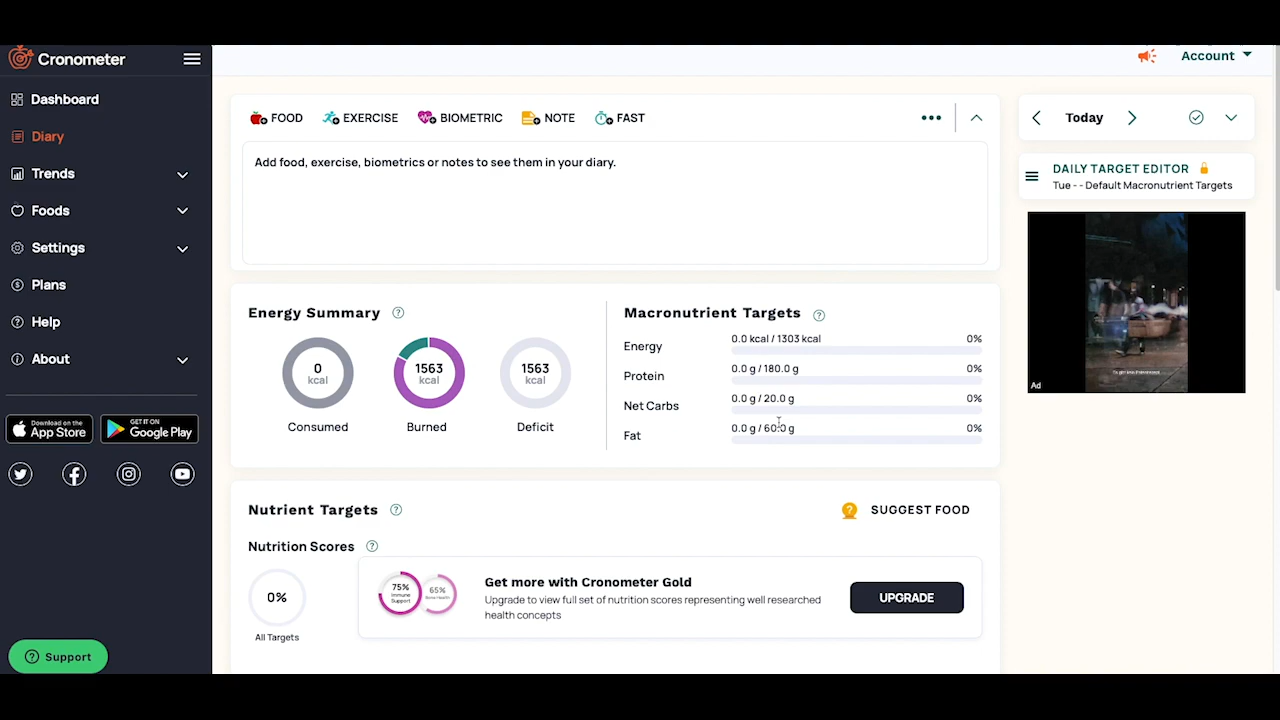 Cronometer
Account
Dashboard
Diary
Trends
Foods
Settings
Plans
Help
About
Download on the
App Store
GET IT ON
Google Play
Support
FOOD
EXERCISE
BIOMETRIC
NOTE
FAST
Add food, exercise, biometrics or notes to see them in your diary.
Today
DAILY TARGET EDITOR
Tue - - Default Macronutrient Targets
Ad
Energy Summary
0
kcal
Consumed
1563
kcal
Burned
1563
kcal
Deficit
Macronutrient Targets
Energy
0.0 kcal / 1303 kcal
0%
Protein
0.0 g / 180.0 g
0%
Net Carbs
0.0 g / 20.0 g
0%
Fat
0.0 g / 60.0 g
0%
Nutrient Targets
SUGGEST FOOD
Nutrition Scores
0%
All Targets
75%
Immune
Support
65%
Bone Health
Get more with Cronometer Gold
Upgrade to view full set of nutrition scores representing well researched
health concepts
UPGRADE